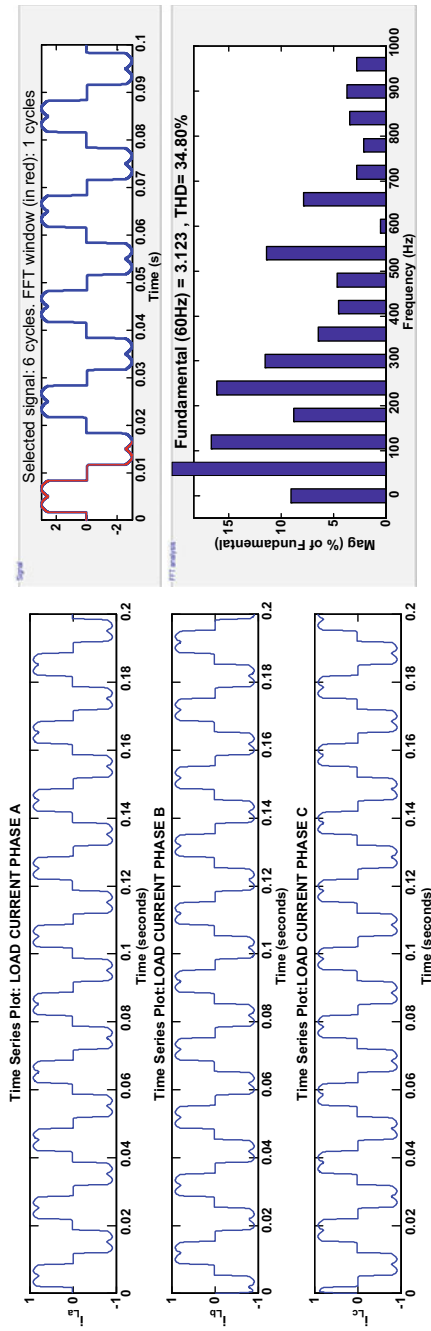 Time Series Plot: LOAD CURRENT PHASE A
1
0
-1
i_La
0 0.02 0.04 0.06 0.08 0.1 0.12 0.14 0.16 0.18 0.2
Time (seconds)
Time Series Plot:LOAD CURRENT PHASE B
1
0
-1
i_Lb
0 0.02 0.04 0.06 0.08 0.1 0.12 0.14 0.16 0.18 0.2
Time (seconds)
Time Series Plot:LOAD CURRENT PHASE C
1
0
-1
i_Lc
0 0.02 0.04 0.06 0.08 0.1 0.12 0.14 0.16 0.18 0.2
Time (seconds)
Signal
Selected signal: 6 cycles. FFT window (in red): 1 cycles
2
0
-2
0 0.01 0.02 0.03 0.04 0.05 0.06 0.07 0.08 0.09 0.1
Time (s)
FFT analysis
Fundamental (60Hz) = 3.123 , THD= 34.80%
15
10
5
0
Mag (% of Fundamental)
0 100 200 300 400 500 600 700 800 900 1000
Frequency (Hz)